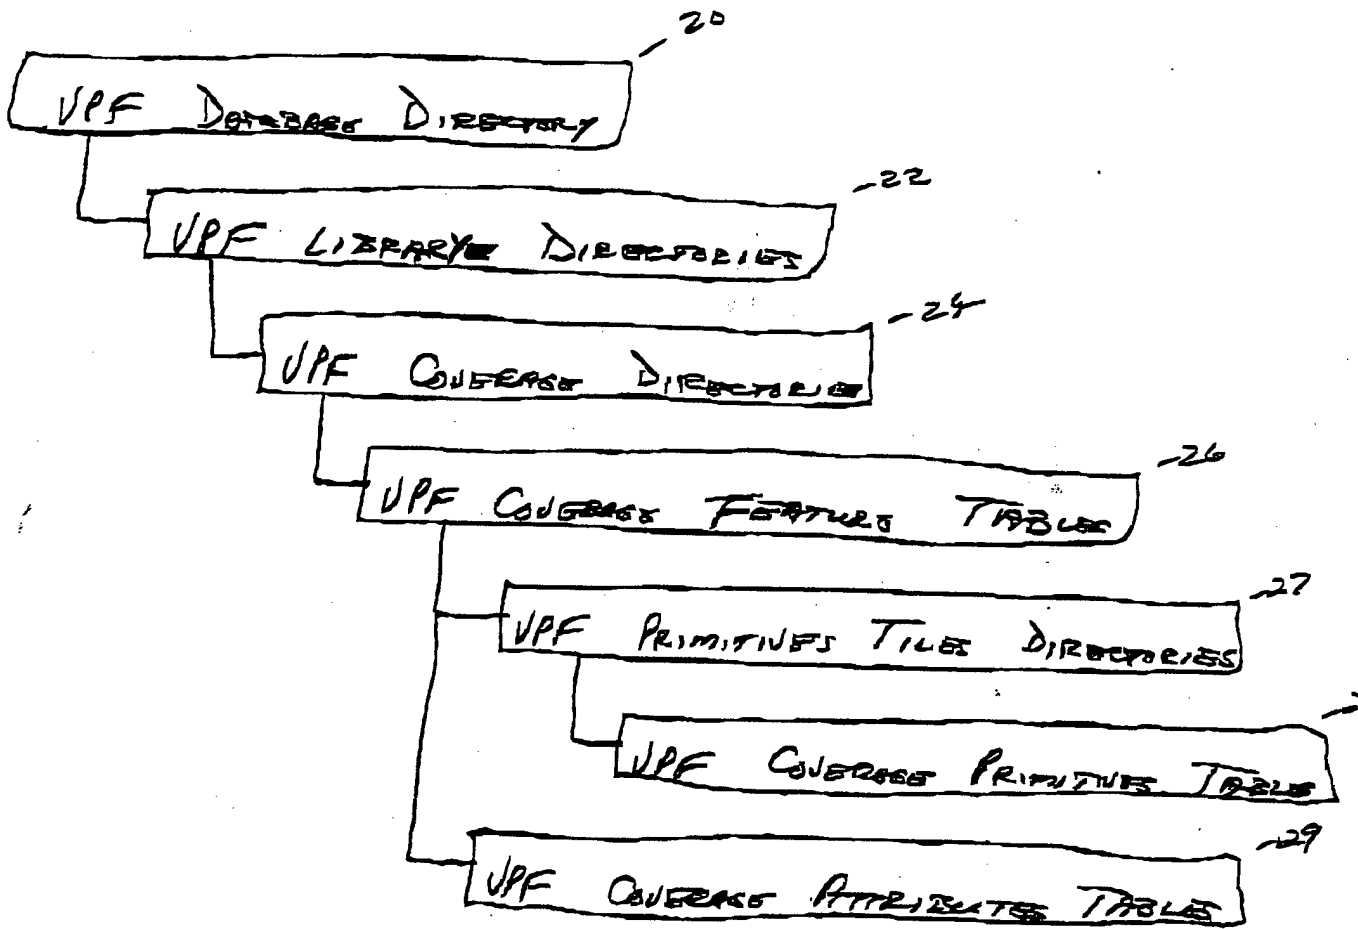 20
VPF DATABASE DIRECTORY
22
VPF LIBRARY DIRECTORIES
24
VPF COVERAGE DIRECTORIES
26
VPF COVERAGE FEATURE TABLES
27
VPF PRIMITIVES TILES DIRECTORIES
VPF COVERAGE PRIMITIVES TABLES
29
VPF COVERAGE ATTRIBUTES TABLES